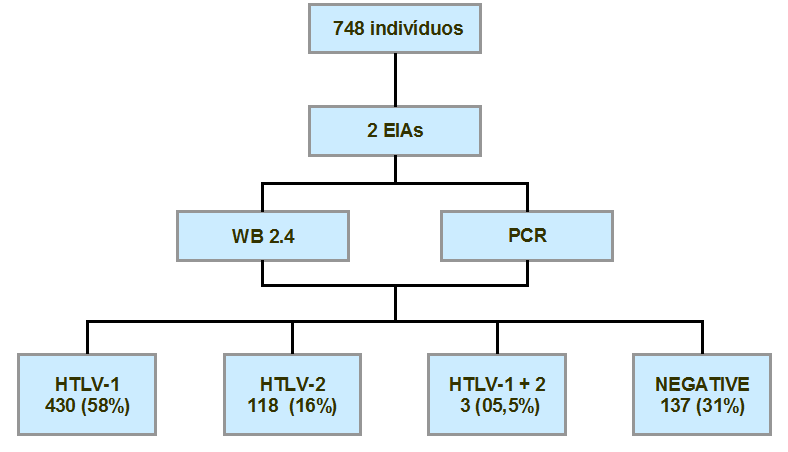 748 indivíduos
2 EIAs
WB 2.4
PCR
HTLV-1
430 (58%)
HTLV-2
118 (16%)
HTLV-1 + 2
3 (05,5%)
NEGATIVE
137 (31%)